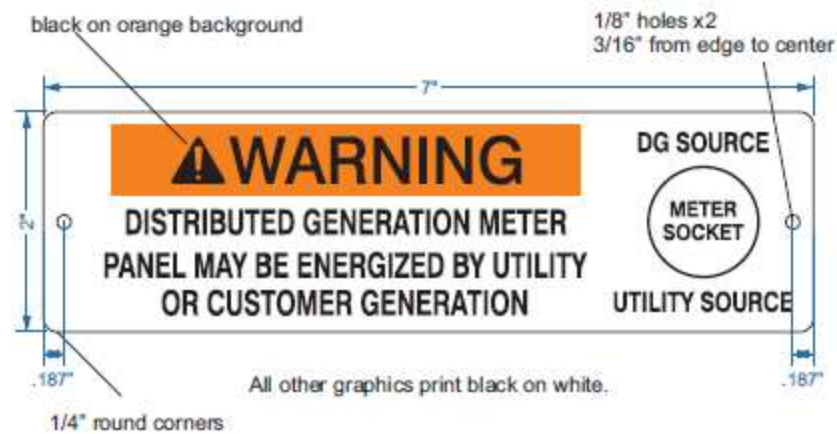 black on orange background
1/8" holes x2
3/16" from edge to center
7"
2"
WARNING
DISTRIBUTED GENERATION METER
PANEL MAY BE ENERGIZED BY UTILITY
OR CUSTOMER GENERATION
DG SOURCE
METER
SOCKET
UTILITY SOURCE
.187"
All other graphics print black on white.
.187"
1/4" round corners